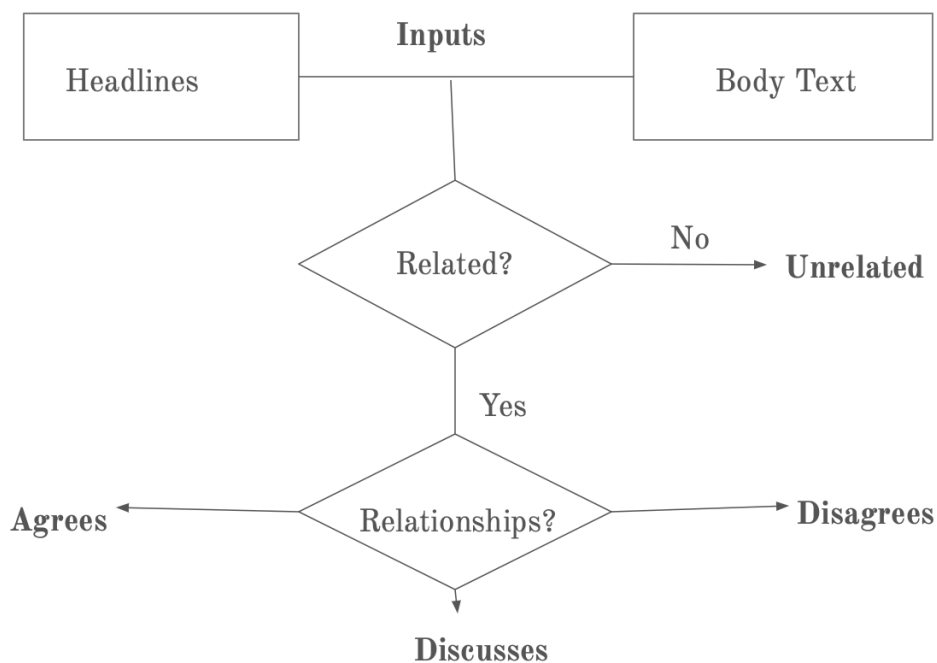 Inputs
Headlines
Body Text
Related?
No
Unrelated
Yes
Agrees
Relationships?
Disagrees
Discusses